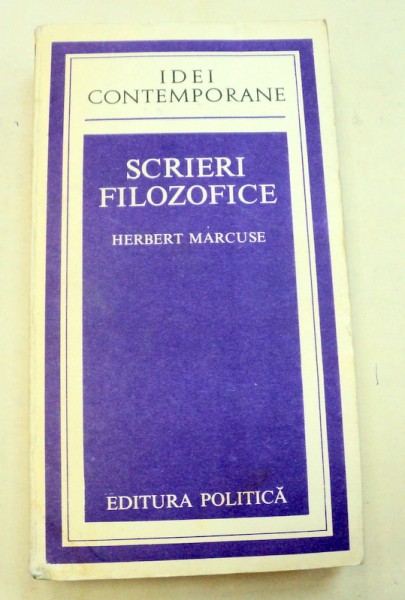 IDEI
CONTEMPORANE
SCRIERI
FILOZOFICE
HERBERT MARCUSE
EDITURA POLITICĂ